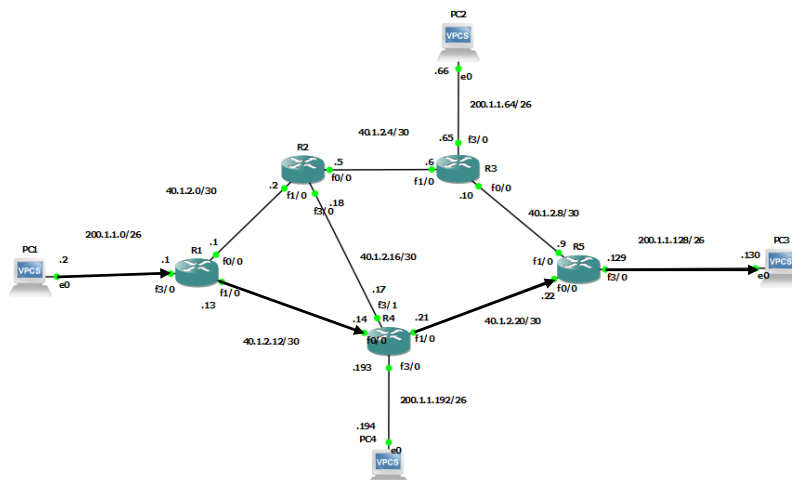 PC2
VPCS
.66
e0
200.1.1.64/26
40.1.2.4/30
.65
f3/0
R2
.5
.6
R3
f0/0
f1/0
.10
f0/0
40.1.2.0/30
.2
f1/0
.18
f3/0
40.1.2.8/30
200.1.1.0/26
.1
R1
f0/0
PC1
VPCS
.2
e0
.1
f3/0
f1/0
.13
40.1.2.16/30
.9
R5
.129
200.1.1.128/26
.130
PC3
VPCS
e0
f1/0
f0/0
f3/0
.22
.17
f3/1
.14
R4
.21
f0/0
f1/0
40.1.2.20/30
40.1.2.12/30
.193
f3/0
200.1.1.192/26
.194
PC4
e0
VPCS